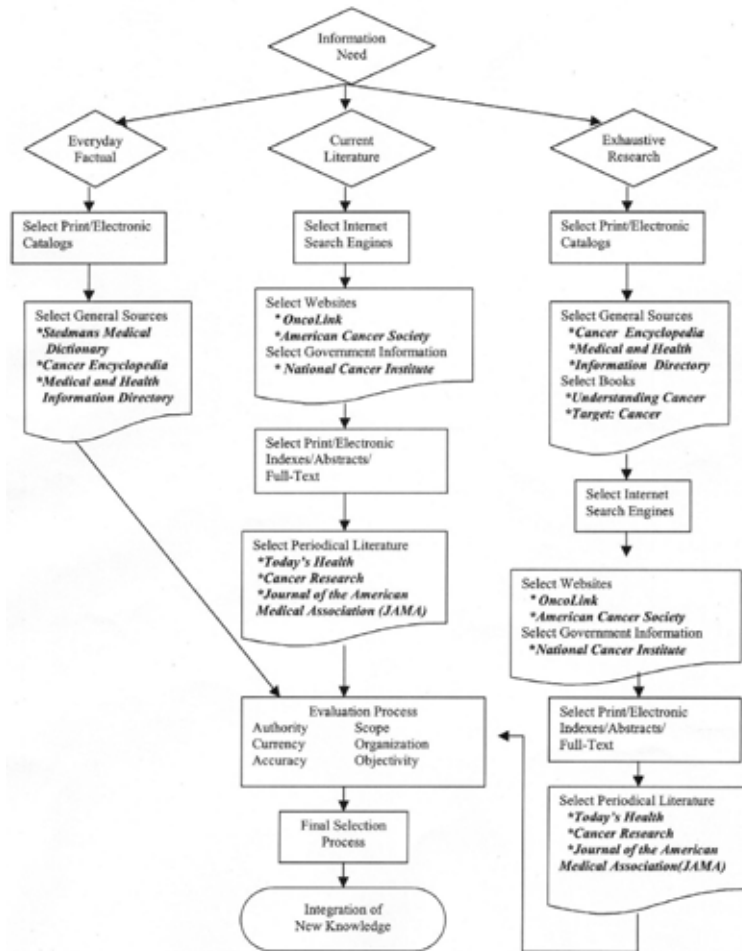 Information
Need
Everyday
Factual
Select Print/Electronic
Catalogs
Select General Sources
*Stedmans Medical
Dictionary
*Cancer Encyclopedia
*Medical and Health
Information Directory
Current
Literature
Select Internet
Search Engines
Select Websites
*OncoLink
*American Cancer Society
Select Government Information
*National Cancer Institute
Select Print/Electronic
Indexes/Abstracts/
Full-Text
Select Periodical Literature
*Today's Health
*Cancer Research
*Journal of the American
Medical Association (JAMA)
Exhaustive
Research
Select Print/Electronic
Catalogs
Select General Sources
*Cancer Encyclopedia
*Medical and Health
*Information Directory
Select Books
*Understanding Cancer
*Target: Cancer
Select Internet
Search Engines
Select Websites
*OncoLink
*American Cancer Society
Select Government Information
*National Cancer Institute
Select Print/Electronic
Indexes/Abstracts/
Full-Text
Select Periodical Literature
*Today's Health
*Cancer Research
*Journal of the American
Medical Association(JAMA)
Evaluation Process
Authority Scope
Currency Organization
Accuracy Objectivity
Final Selection
Process
Integration of
New Knowledge